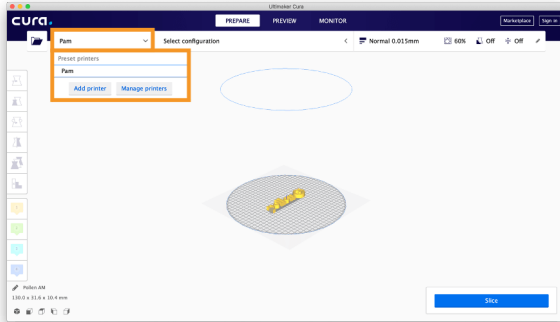 Ultimaker Cura
cura.
PREPARE PREVIEW MONITOR
Marketplace Sign in
Pam Select configuration Normal 0.015mm 60% Off Off
Preset printers
Pam
Add printer Manage printers
Pollen AM
130.0 x 31.6 x 10.4 mm
Slice